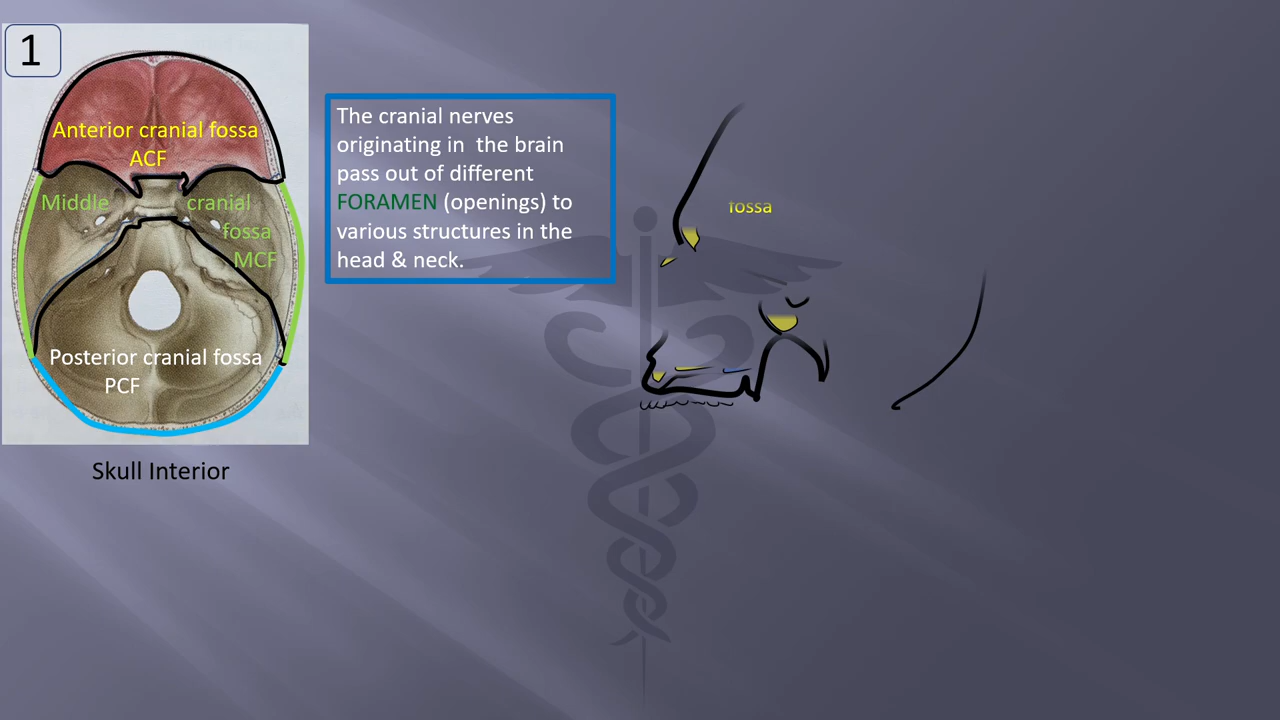 1
Anterior cranial fossa
ACF
Middle cranial
fossa
MCF
Posterior cranial fossa
PCF
Skull Interior
The cranial nerves
originating in the brain
pass out of different
FORAMEN (openings) to
various structures in the
head & neck.
fossa